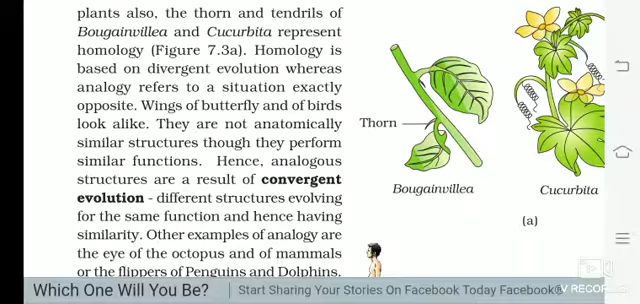 plants also, the thorn and tendrils of
Bougainvillea and Cucurbita represent
homology (Figure 7.3a). Homology is
based on divergent evolution whereas
analogy refers to a situation exactly
opposite. Wings of butterfly and of birds
look alike. They are not anatomically
similar structures though they perform
similar functions. Hence, analogous
structures are a result of convergent
evolution - different structures evolving
for the same function and hence having
similarity. Other examples of analogy are
the eye of the octopus and of mammals
or the flippers of Penguins and Dolphins.
Thorn
Bougainvillea
Cucurbita
(a)
Which One Will You Be? | Start Sharing Your Stories On Facebook Today Facebook®